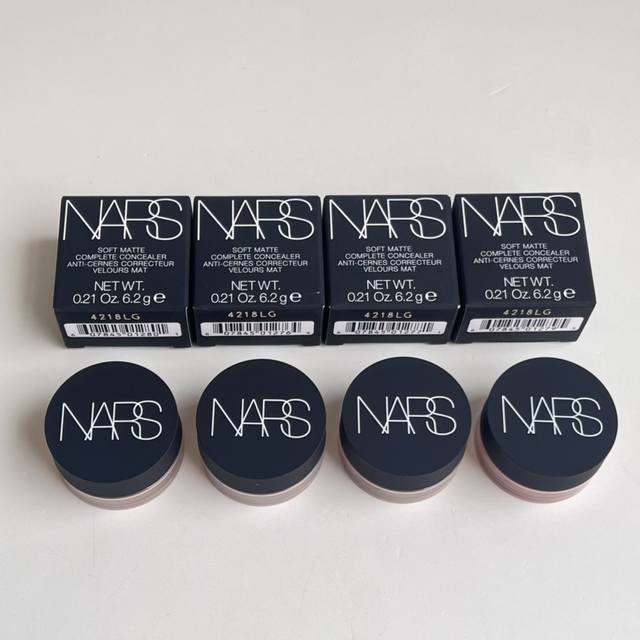 NARS
SOFT MATTE
COMPLETE CONCEALER
ANTI-CERNES CORRECTEUR
VELOURS MAT
NET WT.
0.21 Oz. 6.2 g e
4218LG
07845-01280
NARS
SOFT MATTE
COMPLETE CONCEALER
ANTI-CERNES CORRECTEUR
VELOURS MAT
NET WT.
0.21 Oz. 6.2 g e
4218LG
07845-01276
NARS
SOFT MATTE
COMPLETE CONCEALER
ANTI-CERNES CORRECTEUR
VELOURS MAT
NET WT.
0.21 Oz. 6.2 g e
4218LG
NARS
SOFT MATTE
COMPLETE CONCEALER
ANTI-CERNES CORRECTEUR
VELOURS MAT
NET WT.
0.21 Oz. 6.2 g e
4218LG
NARS
NARS
NARS
NARS